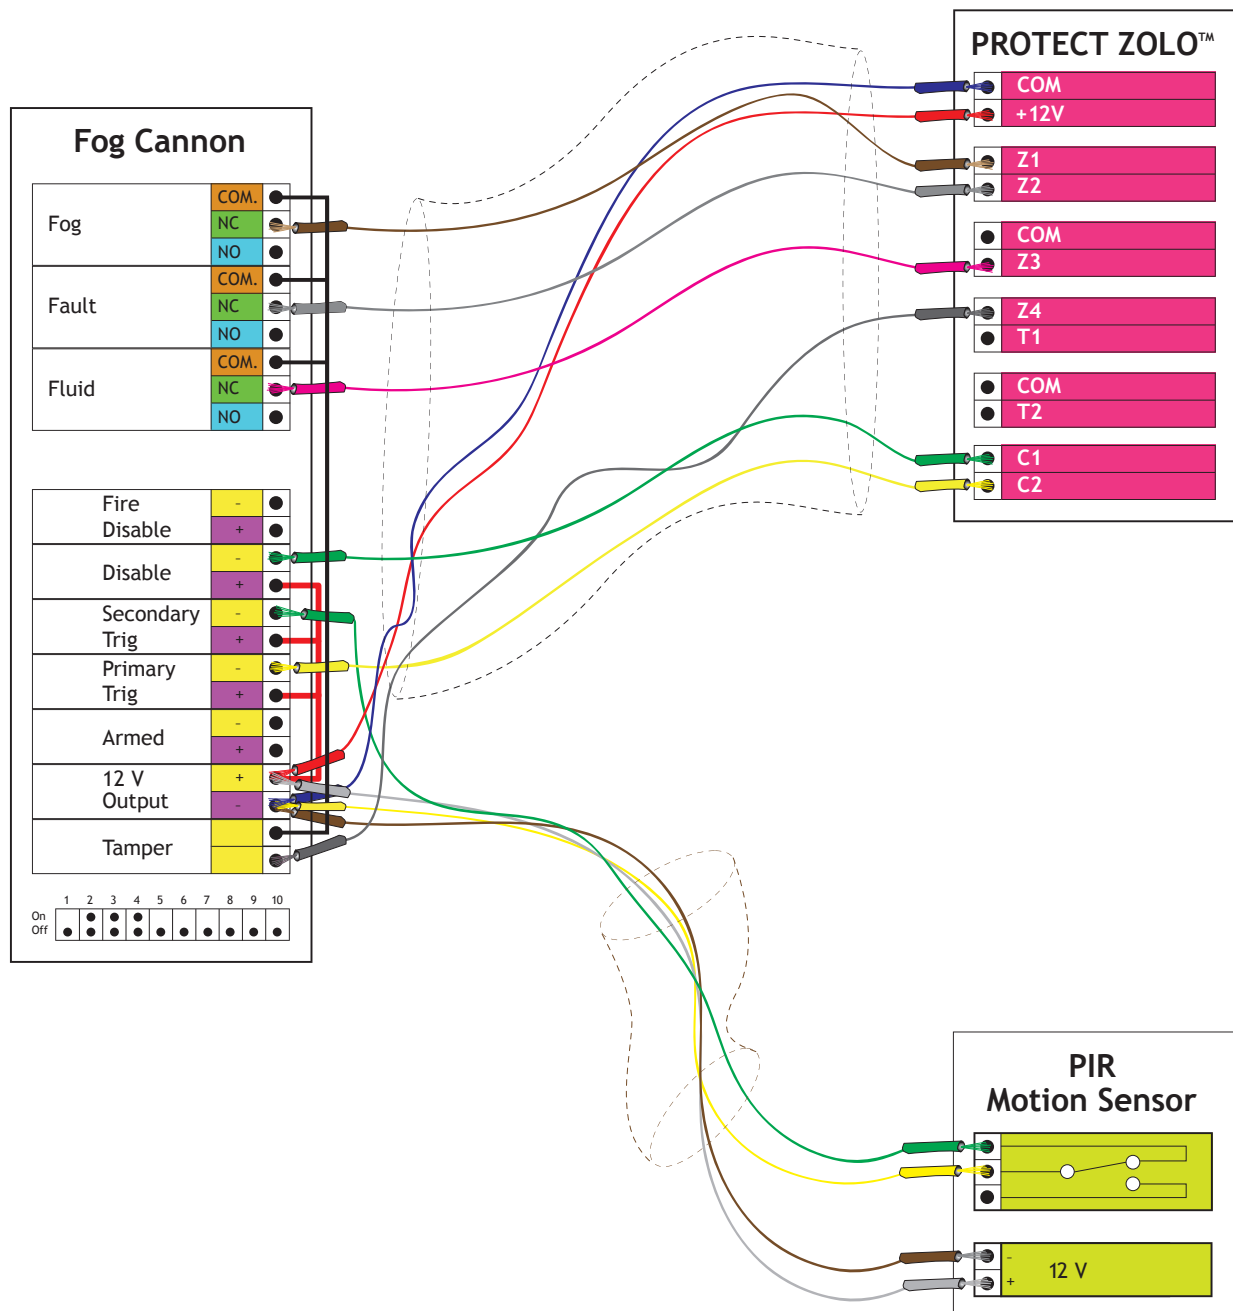 PROTECT ZOLO™
COM
+12V
Z1
Z2
COM
Z3
Z4
T1
COM
T2
C1
C2
Fog Cannon
Fog
COM.
NC
NO
Fault
COM.
NC
NO
Fluid
COM.
NC
NO
Fire
Disable
-
+
Disable
-
+
Secondary
Trig
-
+
Primary
Trig
-
+
Armed
-
+
12 V
Output
+
-
Tamper
1 2 3 4 5 6 7 8 9 10
On
Off
PIR
Motion Sensor
-
+
12 V